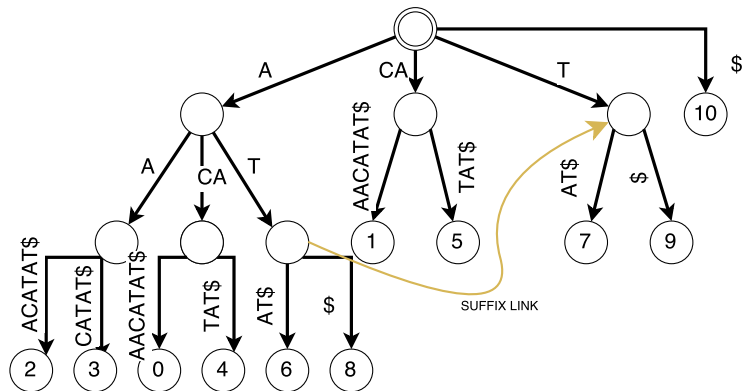 A
CA
T
$
10
A
CA
T
AACATAT$
TAT$
AT$
$
1
5
7
9
ACATAT$
CATAT$
AACATAT$
TAT$
AT$
$
SUFFIX LINK
2
3
0
4
6
8